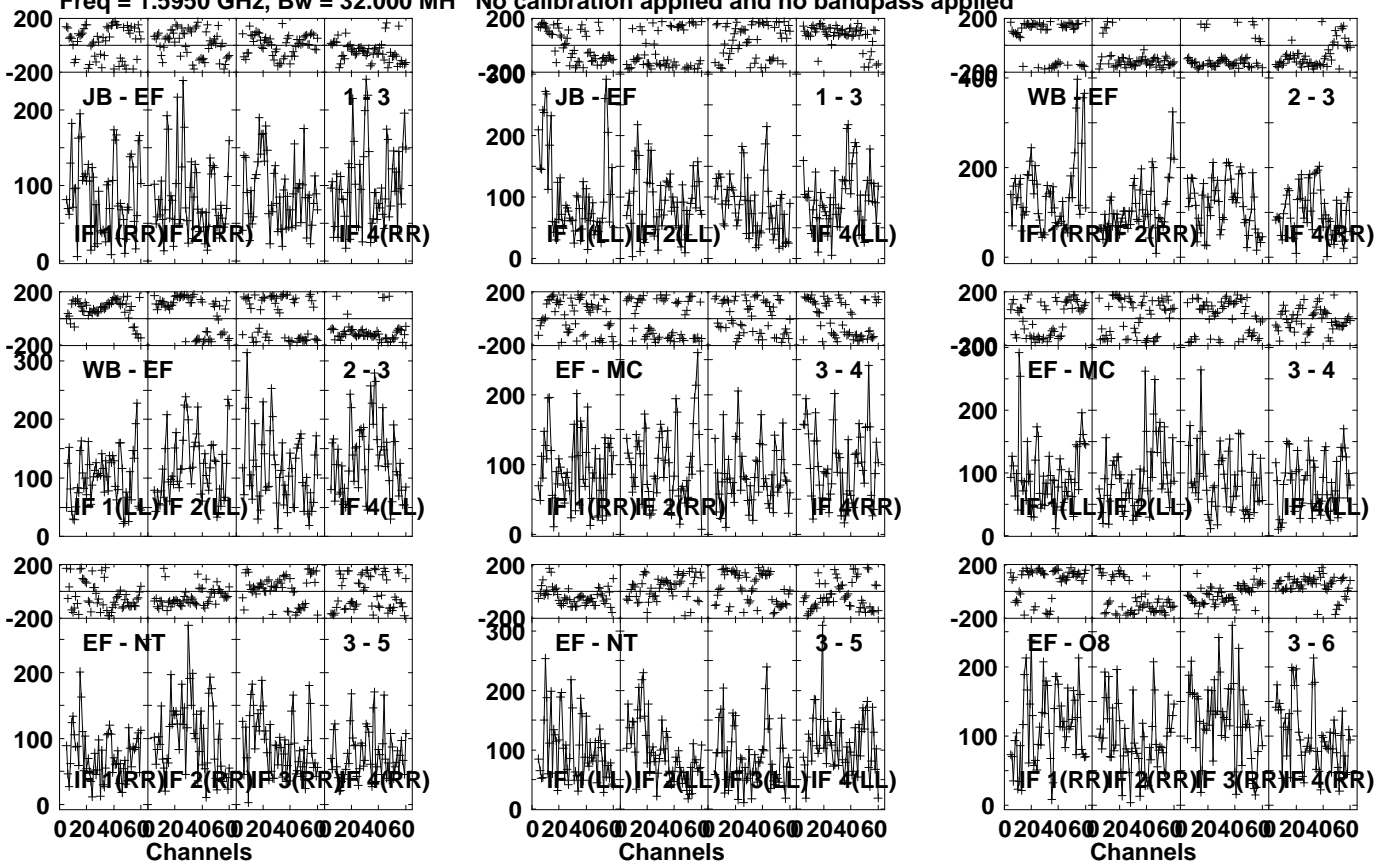 Freq = 1.5950 GHz, Bw = 32.000 MH No calibration applied and no bandpass applied
200
-200
JB - EF 1 - 3
200
100
0
IF 1(RR) IF 2(RR) IF 4(RR)
200
-200
300
JB - EF 1 - 3
200
100
0
IF 1(LL) IF 2(LL) IF 4(LL)
200
-200
400
WB - EF 2 - 3
200
0
IF 1(RR) IF 2(RR) IF 4(RR)
200
-200
300
WB - EF 2 - 3
200
100
0
IF 1(LL) IF 2(LL) IF 4(LL)
200
-200
EF - MC 3 - 4
200
100
0
IF 1(RR) IF 2(RR) IF 4(RR)
200
-200
300
EF - MC 3 - 4
200
100
0
IF 1(LL) IF 2(LL) IF 4(LL)
200
-200
EF - NT 3 - 5
200
100
0
IF 1(RR) IF 2(RR) IF 3(RR) IF 4(RR)
0 20 40 60 0 20 40 60 0 20 40 60 0 20 40 60
Channels
200
-200
300
EF - NT 3 - 5
200
100
0
IF 1(LL) IF 2(LL) IF 3(LL) IF 4(LL)
0 20 40 60 0 20 40 60 0 20 40 60 0 20 40 60
Channels
200
-200
EF - O8 3 - 6
200
100
0
IF 1(RR) IF 2(RR) IF 3(RR) IF 4(RR)
0 20 40 60 0 20 40 60 0 20 40 60 0 20 40 60
Channels